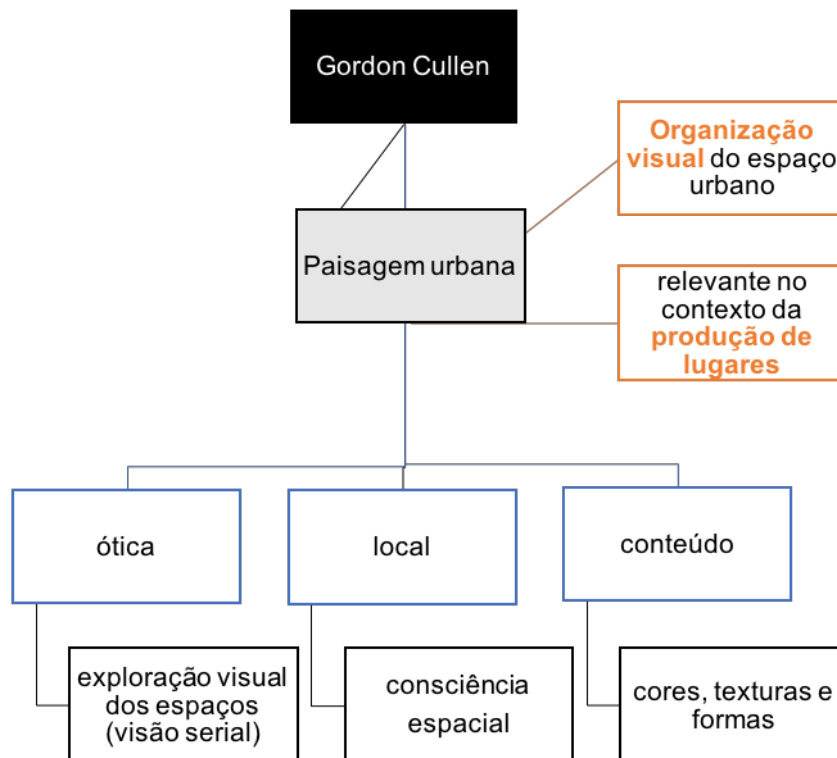 Gordon Cullen
Organização
visual do espaço
urbano
Paisagem urbana
relevante no
contexto da
produção de
lugares
ótica
local
conteúdo
exploração visual
dos espaços
(visão serial)
consciência
espacial
cores, texturas e
formas